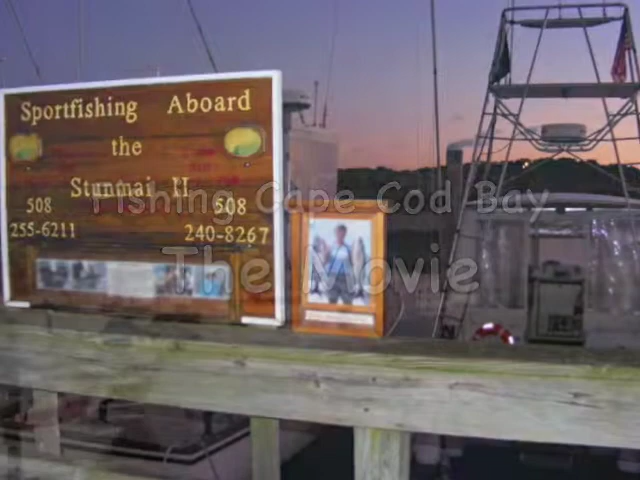 Sportfishing Aboard
the
Stunmai II
508 508
255-6211 240-8267
Fishing Cape Cod Bay
The Movie